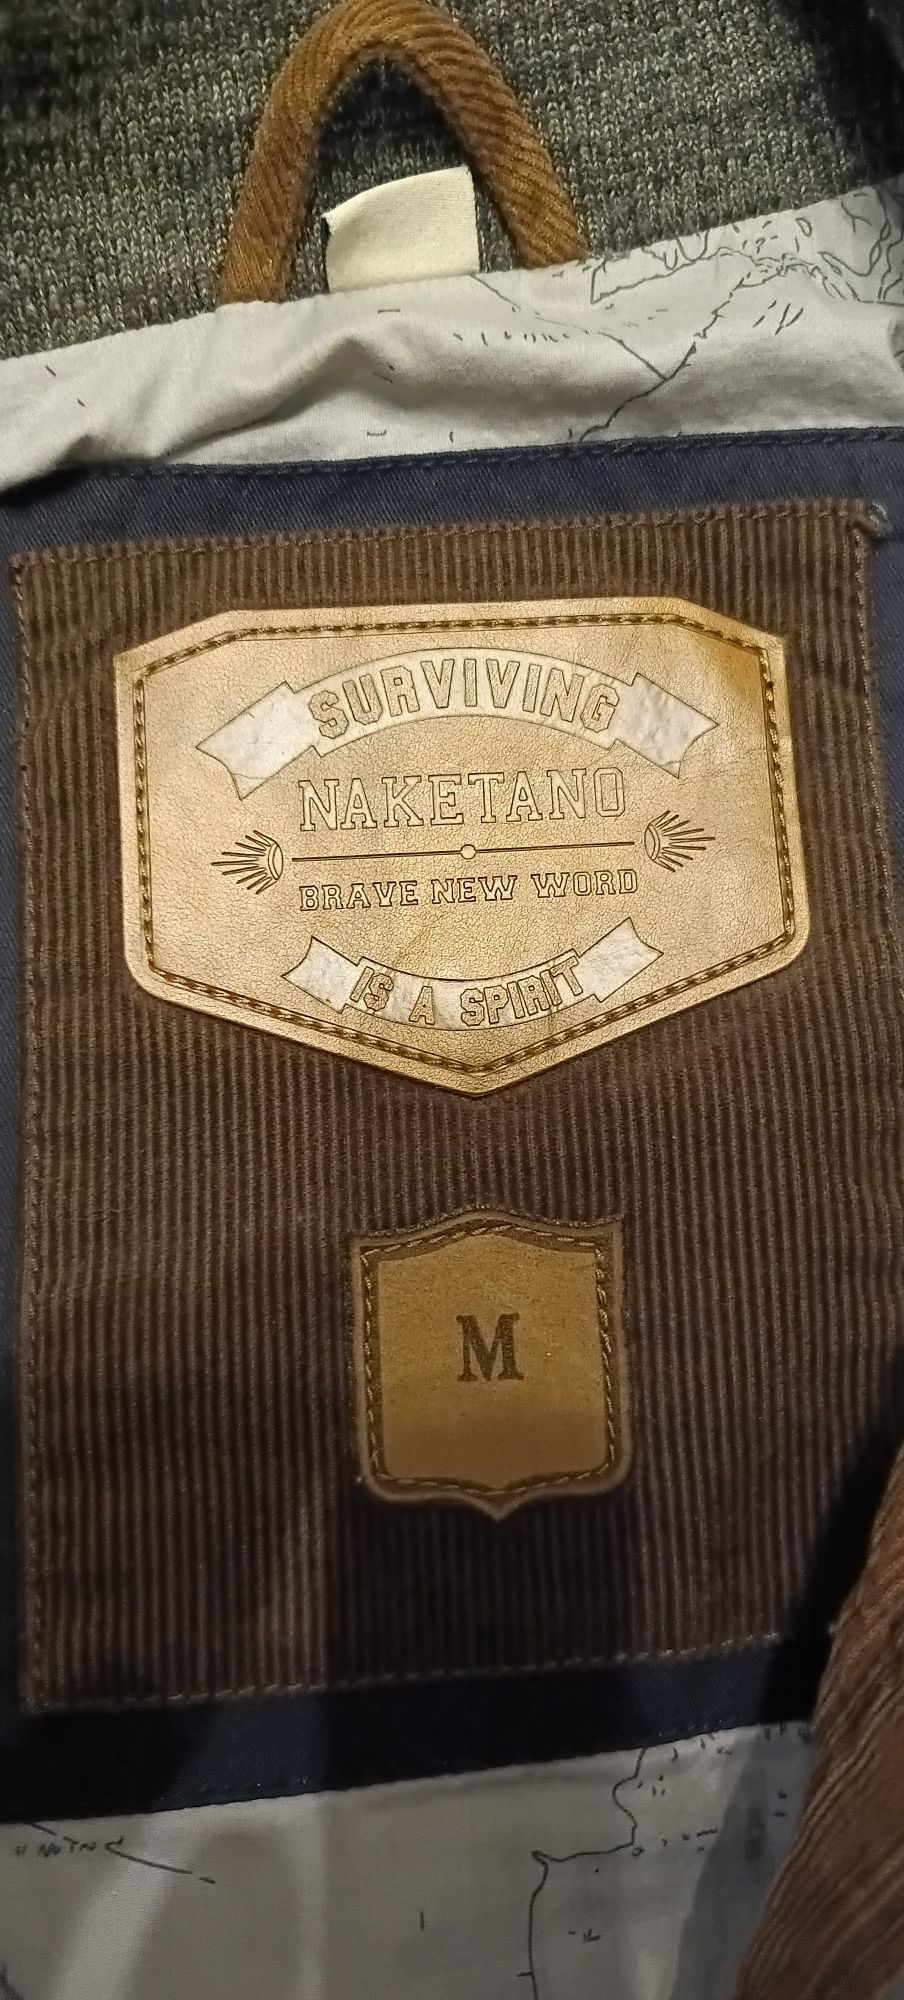 SURVIVING
NAKETANO
BRAVE NEW WORD
IS A SPIRIT
M